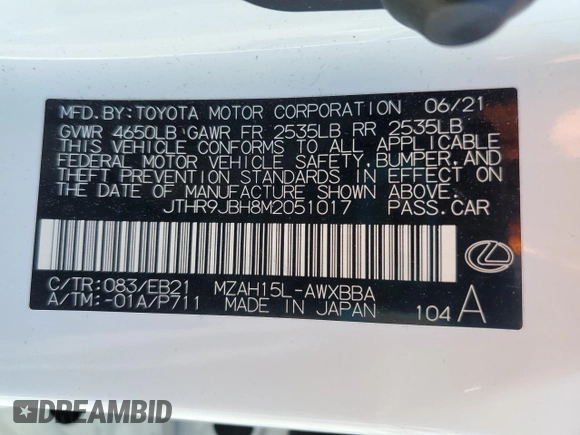 MFD.BY:TOYOTA MOTOR CORPORATION 06/21
GVWR 4650LB GAWR FR 2535LB RR 2535LB
THIS VEHICLE CONFORMS TO ALL APPLICABLE
FEDERAL MOTOR VEHICLE SAFETY,BUMPER,AND
THEFT PREVENTION STANDARDS IN EFFECT ON
THE DATE OF MANUFACTURE SHOWN ABOVE.
JTHR9JBH8M2051017 PASS.CAR
C/TR:083/EB21 MZAH15L-AWXBBA
A/TM:-01A/P711 MADE IN JAPAN 104 A
DREAMBID